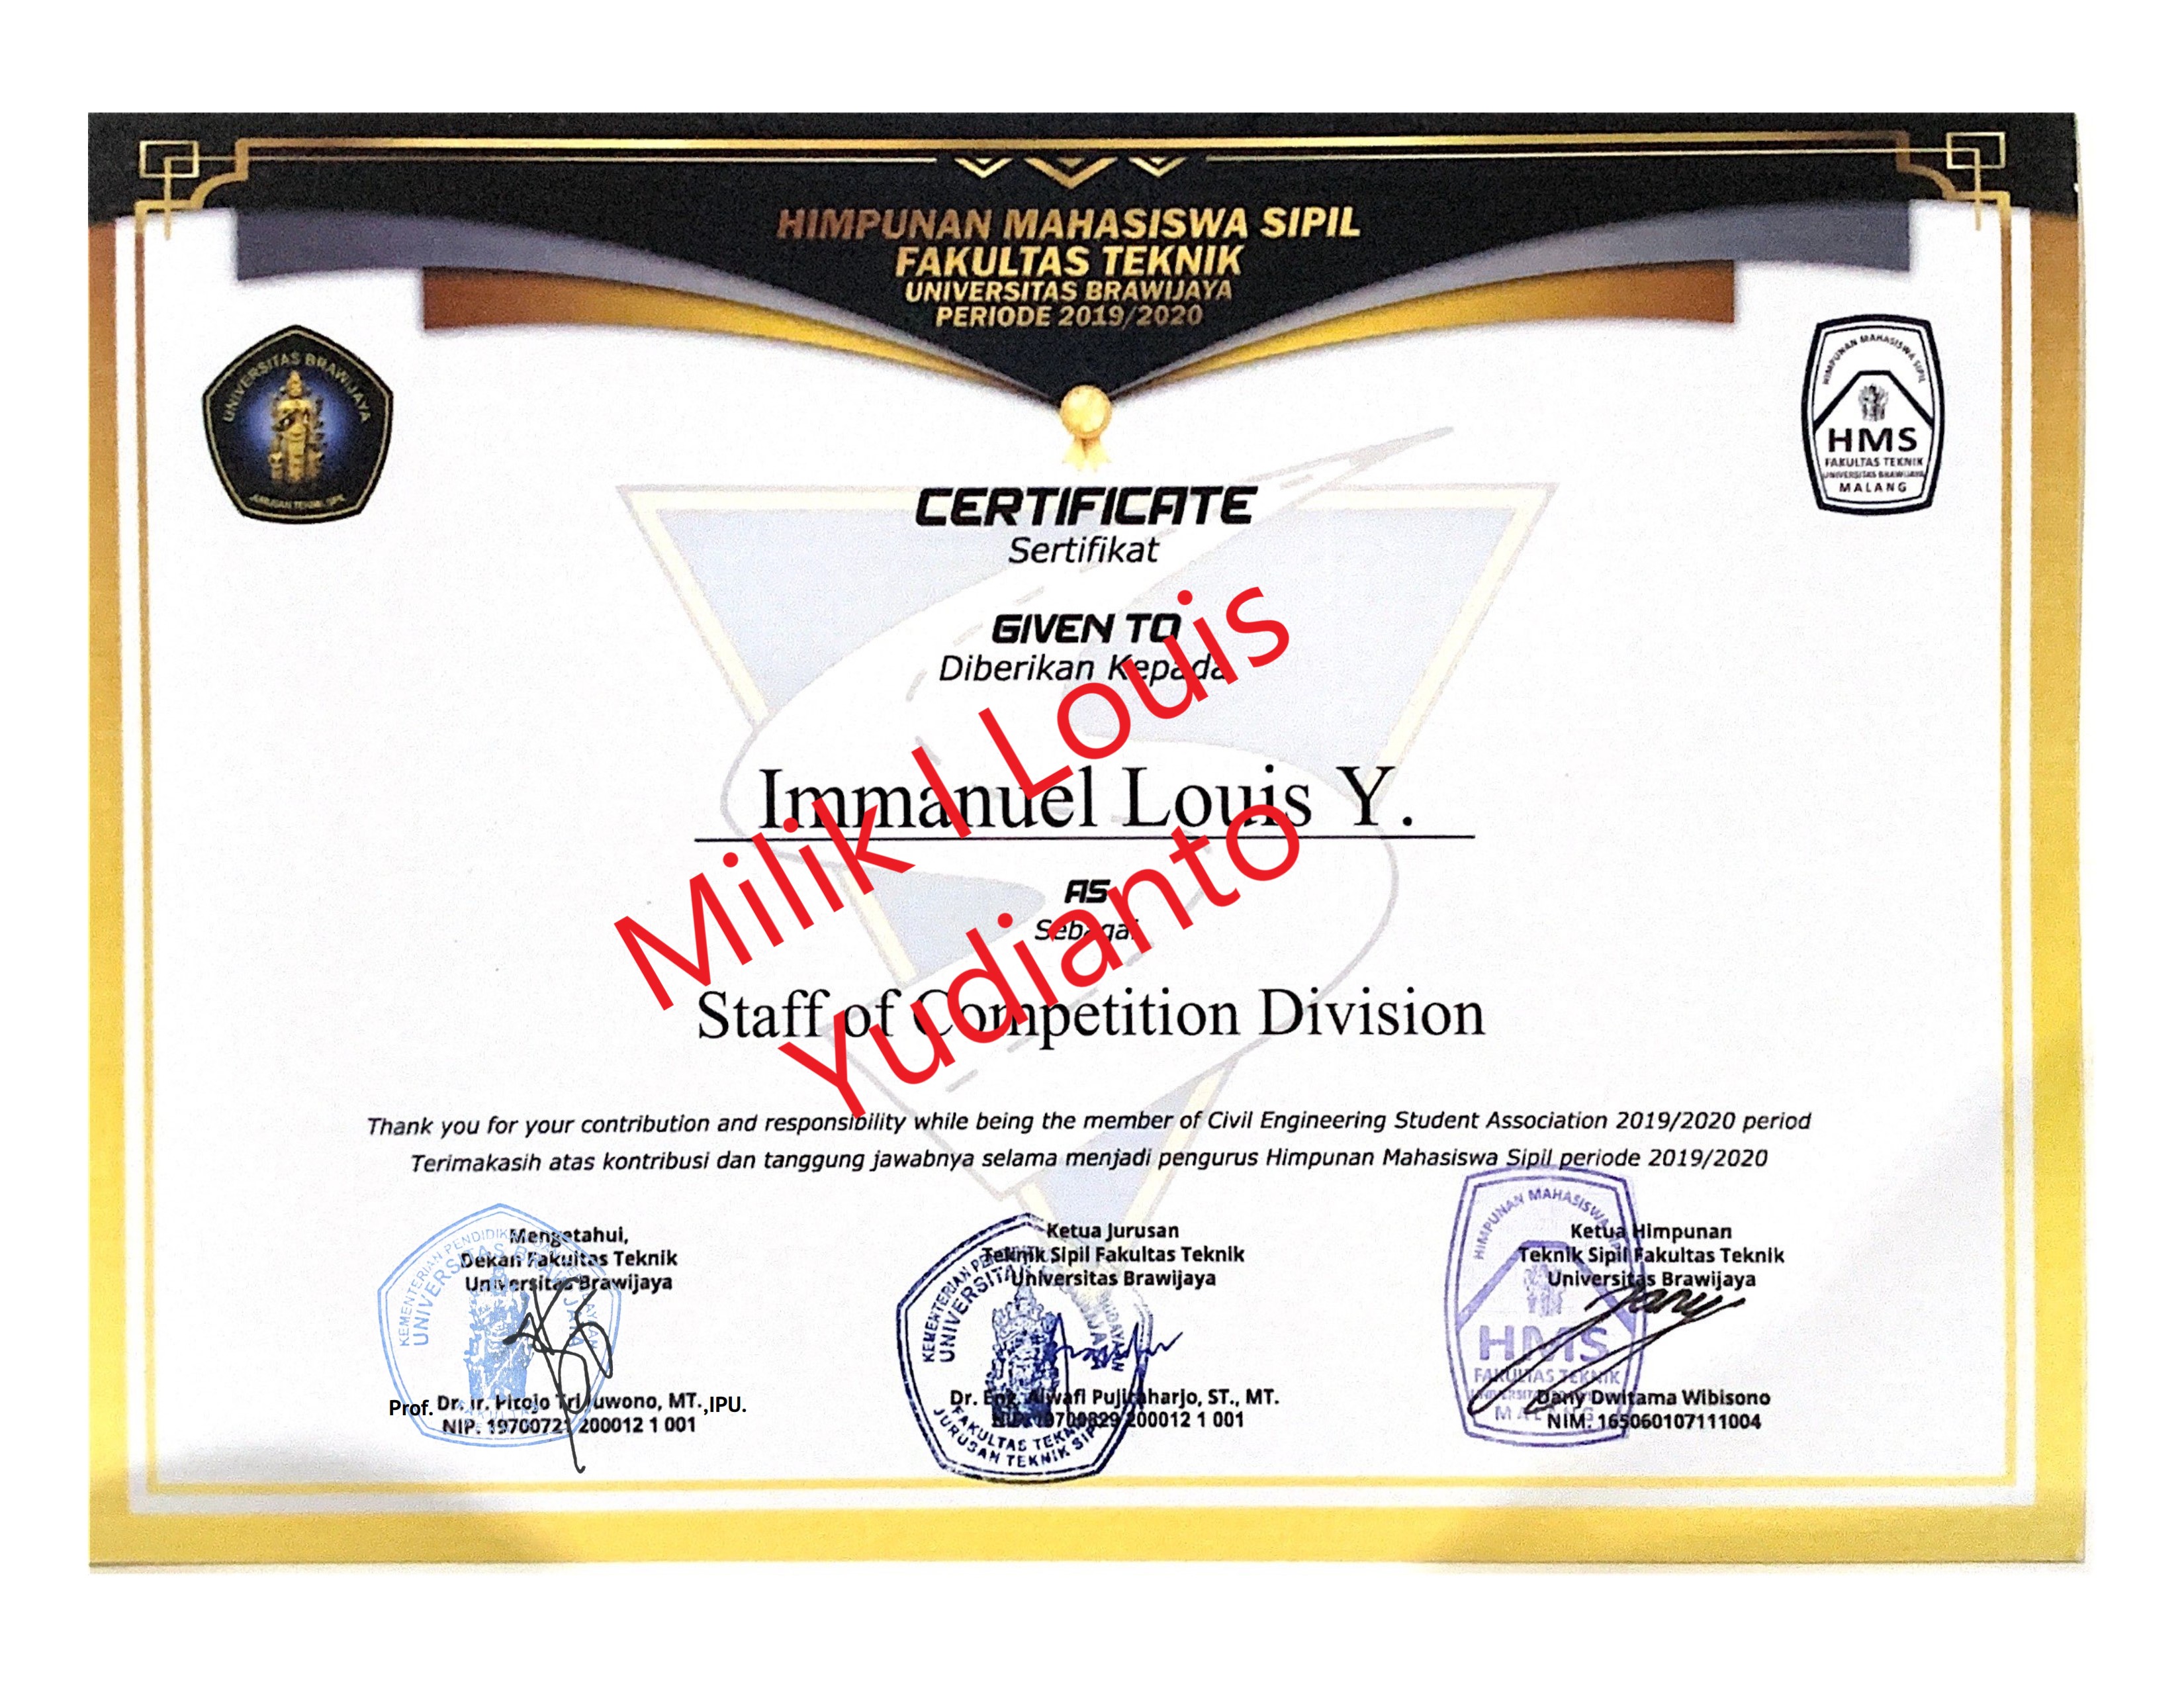 HIMPUNAN MAHASISWA SIPIL
FAKULTAS TEKNIK
UNIVERSITAS BRAWIJAYA
PERIODE 2019/2020
UNIVERSITAS BRAWIJAYA
JURUSAN TEKNIK SIPIL
HIMPUNAN MAHASISWA SIPIL
HMS
FAKULTAS TEKNIK
UNIVERSITAS BRAWIJAYA
MALANG
CERTIFICATE
Sertifikat
GIVEN TO
Diberikan Kepada
Immanuel Louis Y.
Milik I Louis
Yudianto
AS
Sebagai
Staff of Competition Division
Thank you for your contribution and responsibility while being the member of Civil Engineering Student Association 2019/2020 period
Terimakasih atas kontribusi dan tanggung jawabnya selama menjadi pengurus Himpunan Mahasiswa Sipil periode 2019/2020
Mengetahui,
Dekan Fakultas Teknik
Universitas Brawijaya
Prof. Dr. Ir. Pitojo Tri Juwono, MT.,IPU.
NIP. 19700721 200012 1 001
Ketua Jurusan
Teknik Sipil Fakultas Teknik
Universitas Brawijaya
KEMENTERIAN
UNIVERSITAS
Dr. Eng. Alwafi Pujiraharjo, ST., MT.
NIP. 19700829 200012 1 001
FAKULTAS TEKNIK
JURUSAN TEKNIK SIPIL
Ketua Himpunan
Teknik Sipil Fakultas Teknik
Universitas Brawijaya
HIMPUNAN MAHASISWA
HMS
FAKULTAS TEKNIK
Dany
Dany Dwitama Wibisono
NIM. 165060107111004